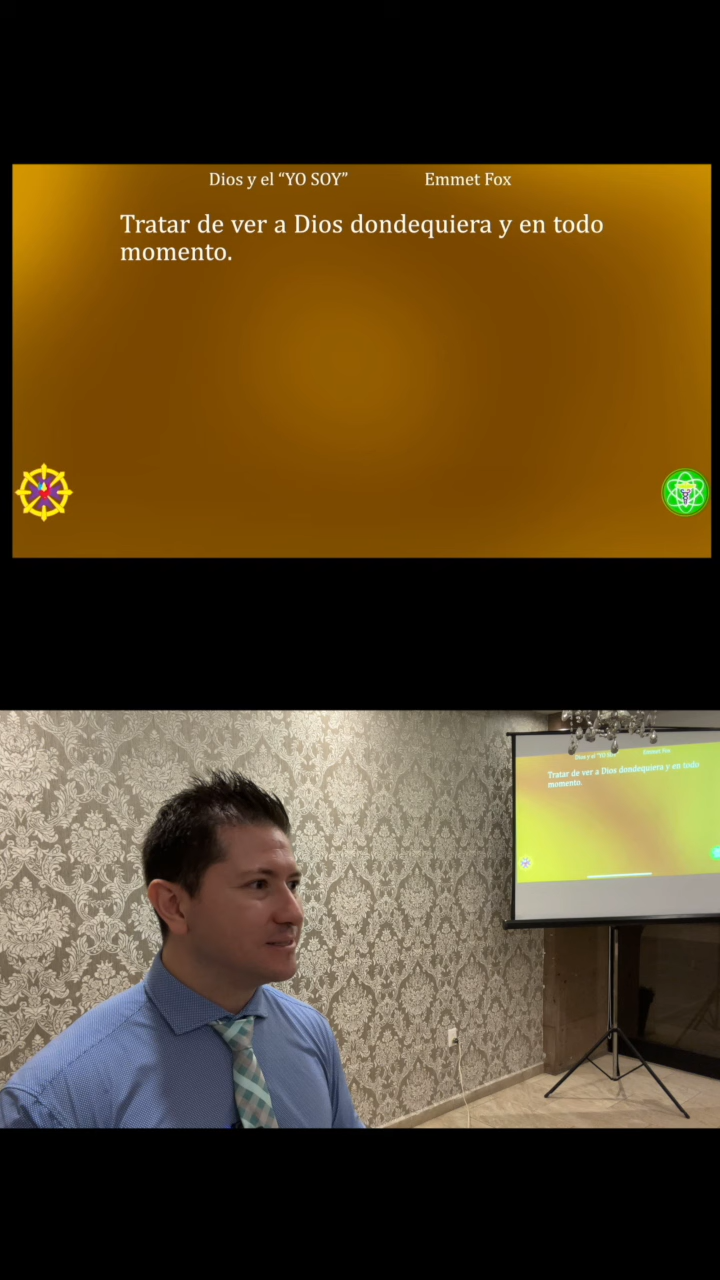 Dios y el “YO SOY” Emmet Fox
Tratar de ver a Dios dondequiera y en todo
momento.
Dios y el "YO SOY" Emmet Fox
Tratar de ver a Dios dondequiera y en todo
momento.